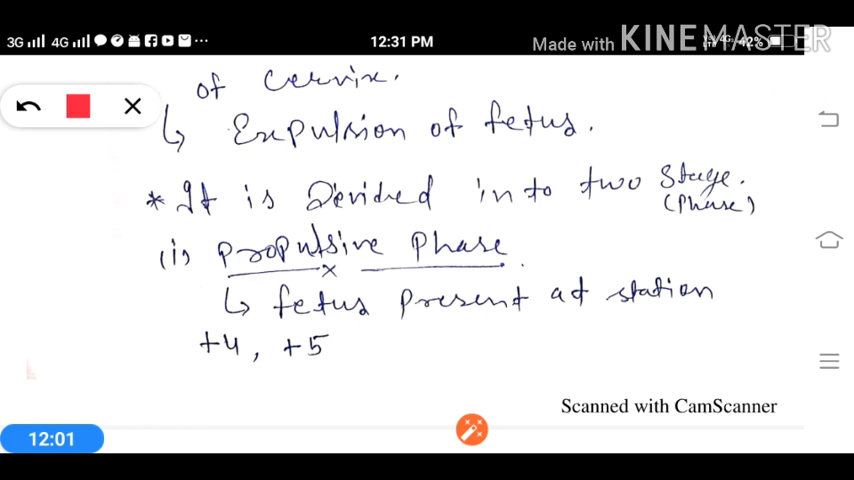 3G 4G ... 12:31 PM 42%
Made with KINEMASTER
of cervix.
↳ Expulsion of fetus.
* It is Devided into two stage.
(Phase)
(i) propulsive phase
↳ fetus present at station
+4, +5
Scanned with CamScanner
12:01